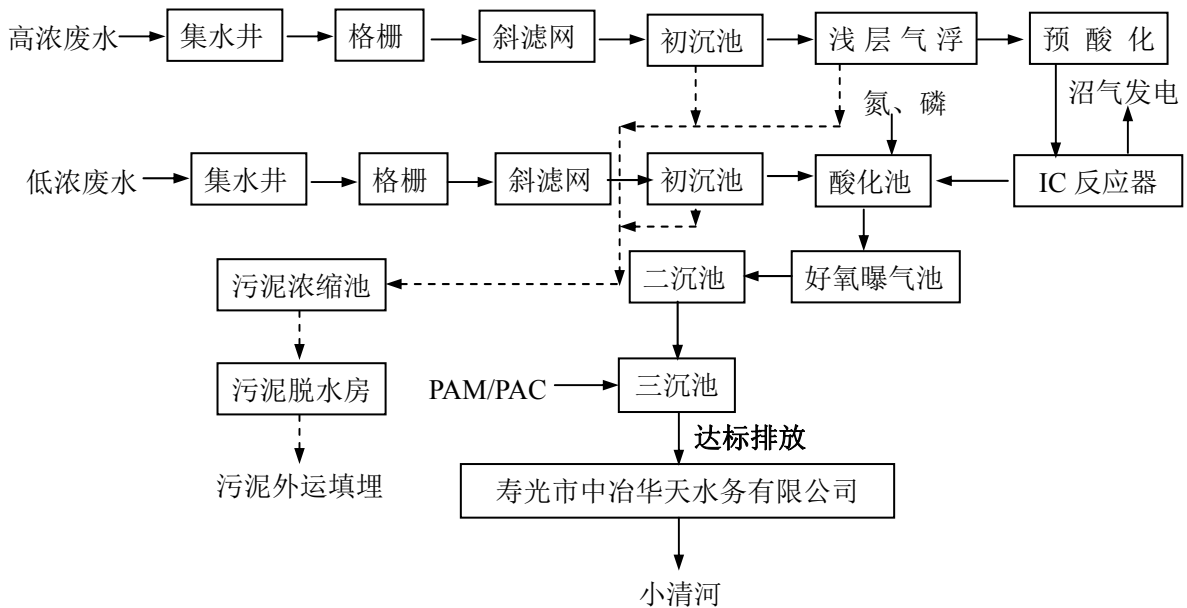 高浓废水
集水井
格栅
斜滤网
初沉池
浅层气浮
预酸化
氮、磷
沼气发电
低浓废水
集水井
格栅
斜滤网
初沉池
酸化池
IC 反应器
污泥浓缩池
二沉池
好氧曝气池
污泥脱水房
PAM/PAC
三沉池
达标排放
污泥外运填埋
寿光市中冶华天水务有限公司
小清河